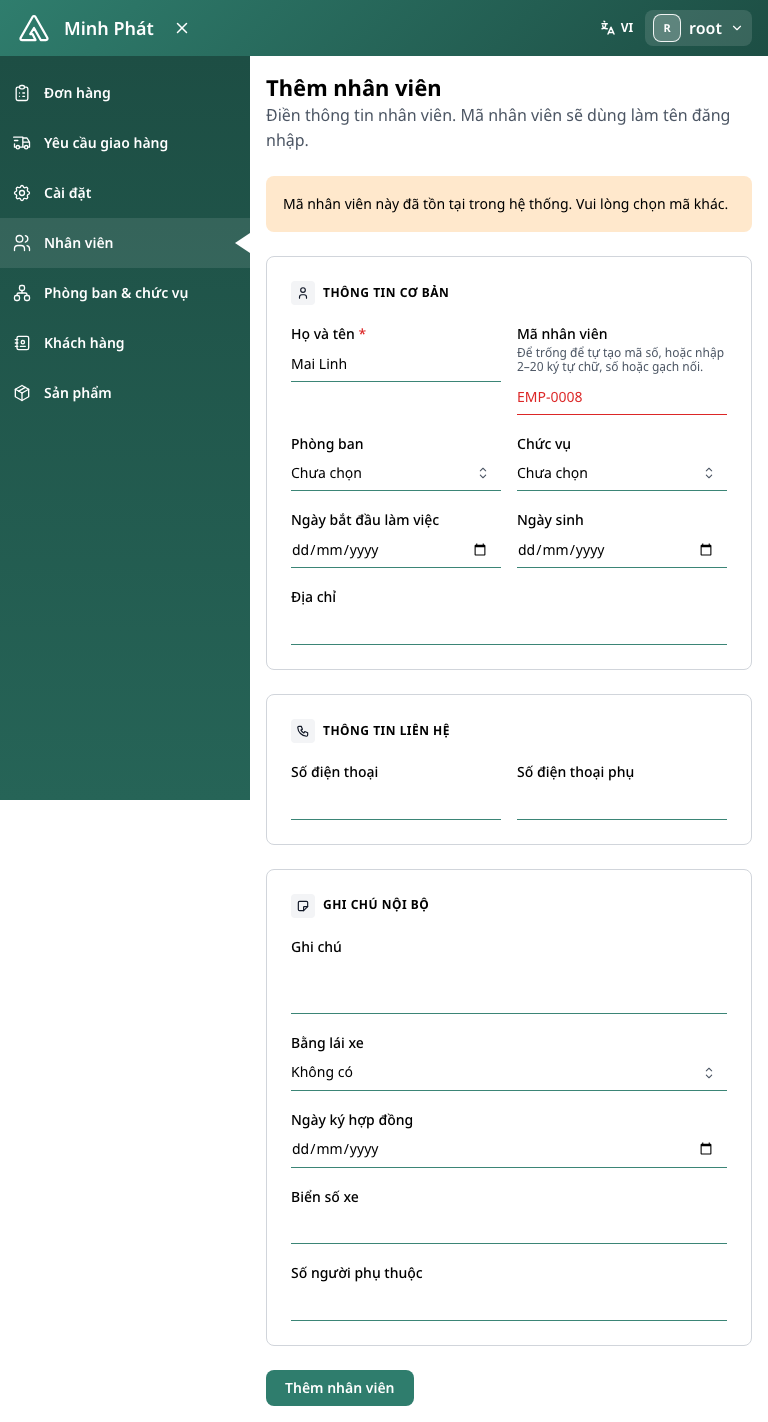 Minh Phát
VI
R
root
Đơn hàng
Yêu cầu giao hàng
Cài đặt
Nhân viên
Phòng ban & chức vụ
Khách hàng
Sản phẩm
Thêm nhân viên
Điền thông tin nhân viên. Mã nhân viên sẽ dùng làm tên đăng
nhập.
Mã nhân viên này đã tồn tại trong hệ thống. Vui lòng chọn mã khác.
THÔNG TIN CƠ BẢN
Họ và tên *
Mai Linh
Mã nhân viên
Để trống để tự tạo mã số, hoặc nhập
2–20 ký tự chữ, số hoặc gạch nối.
EMP-0008
Phòng ban
Chưa chọn
Chức vụ
Chưa chọn
Ngày bắt đầu làm việc
dd/mm/yyyy
Ngày sinh
dd/mm/yyyy
Địa chỉ
THÔNG TIN LIÊN HỆ
Số điện thoại
Số điện thoại phụ
GHI CHÚ NỘI BỘ
Ghi chú
Bằng lái xe
Không có
Ngày ký hợp đồng
dd/mm/yyyy
Biển số xe
Số người phụ thuộc
Thêm nhân viên